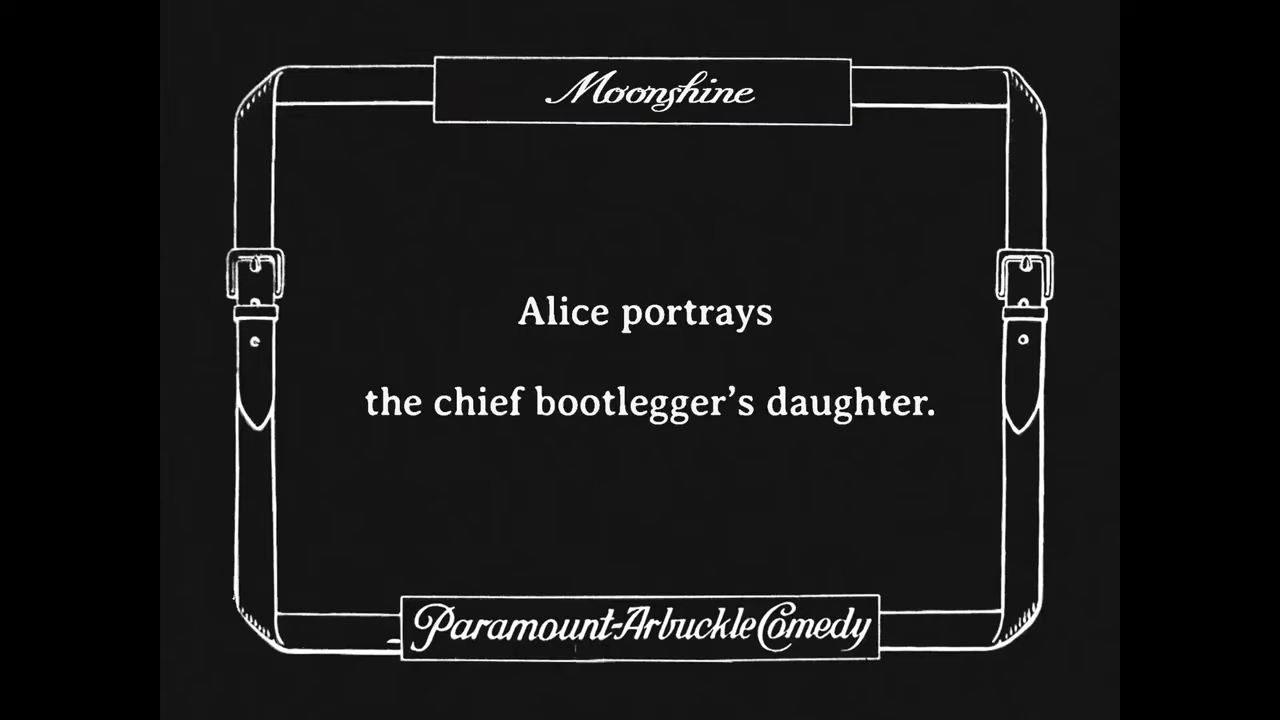 Moonshine
Alice portrays
the chief bootlegger’s daughter.
Paramount-Arbuckle Comedy